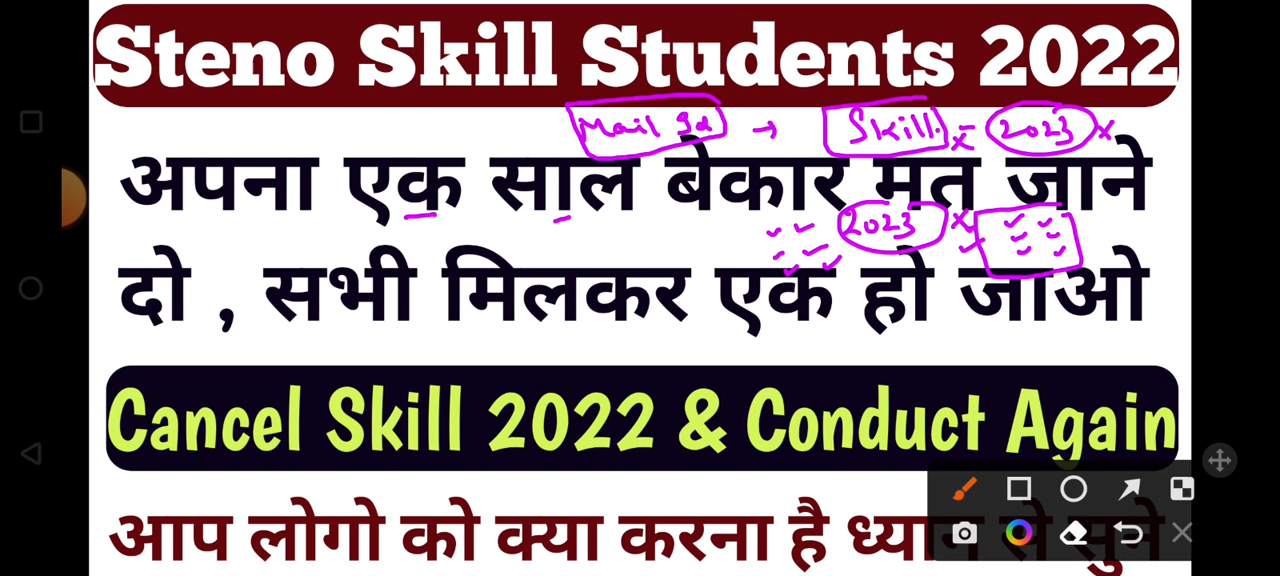 Steno Skill Students 2022
Mail Id → Skill. - 2023 x
x
अपना एक साल बेकार मत जाने
2023 x
दो , सभी मिलकर एक हो जाओ
Cancel Skill 2022 & Conduct Again
आप लोगो को क्या करना है ध्यान से सुने